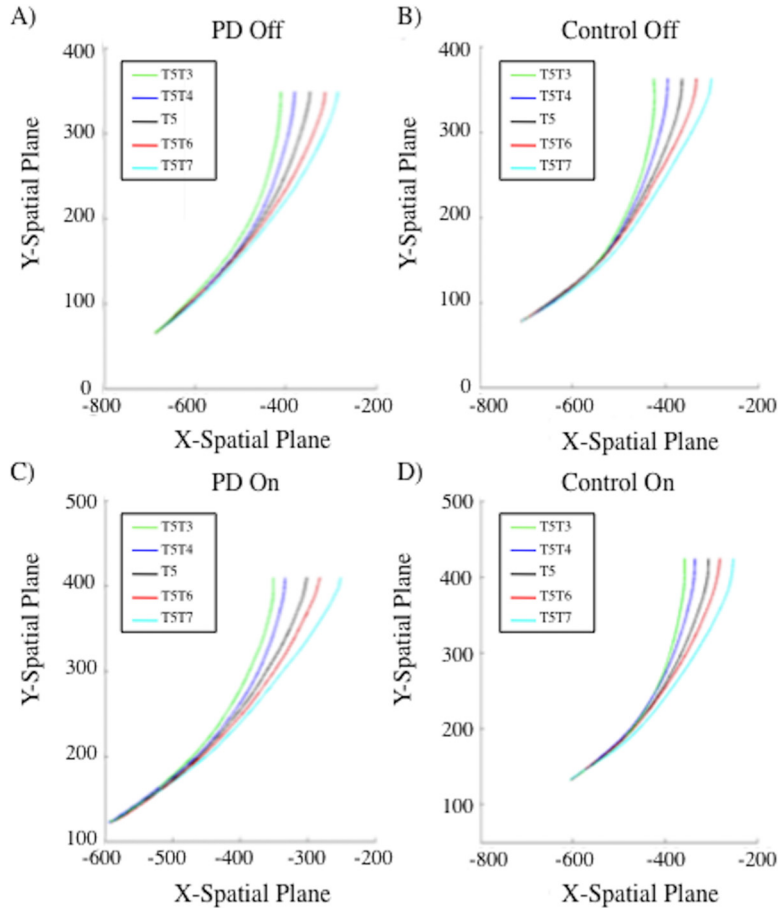 A)
PD Off
400
300
200
100
0
-800
-600
-400
-200
Y-Spatial Plane
X-Spatial Plane
T5T3
T5T4
T5
T5T6
T5T7
B)
Control Off
400
300
200
100
0
-800
-600
-400
-200
Y-Spatial Plane
X-Spatial Plane
T5T3
T5T4
T5
T5T6
T5T7
C)
PD On
500
400
300
200
100
-600
-500
-400
-300
-200
Y-Spatial Plane
X-Spatial Plane
T5T3
T5T4
T5
T5T6
T5T7
D)
Control On
500
400
300
200
100
-800
-600
-400
-200
Y-Spatial Plane
X-Spatial Plane
T5T3
T5T4
T5
T5T6
T5T7